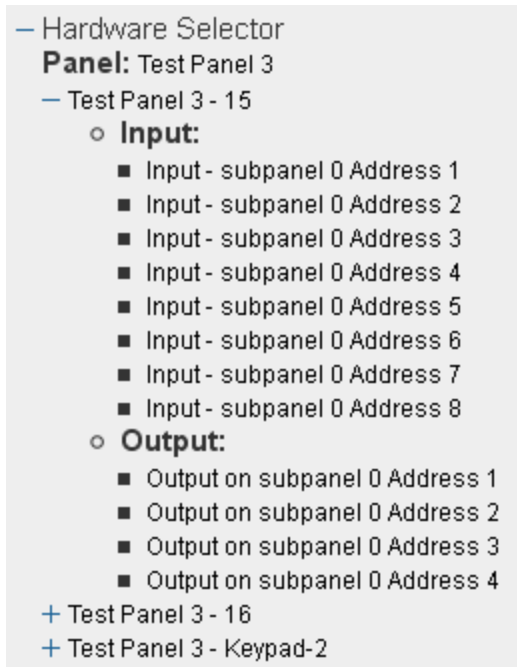 − Hardware Selector
Panel: Test Panel 3
− Test Panel 3 - 15
Input:
Input - subpanel 0 Address 1
Input - subpanel 0 Address 2
Input - subpanel 0 Address 3
Input - subpanel 0 Address 4
Input - subpanel 0 Address 5
Input - subpanel 0 Address 6
Input - subpanel 0 Address 7
Input - subpanel 0 Address 8
Output:
Output on subpanel 0 Address 1
Output on subpanel 0 Address 2
Output on subpanel 0 Address 3
Output on subpanel 0 Address 4
+ Test Panel 3 - 16
+ Test Panel 3 - Keypad-2